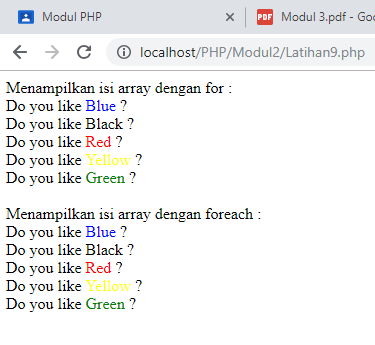 Modul PHP
Modul 3.pdf - Goo
localhost/PHP/Modul2/Latihan9.php
Menampilkan isi array dengan for :
Do you like Blue ?
Do you like Black ?
Do you like Red ?
Do you like Yellow ?
Do you like Green ?
Menampilkan isi array dengan foreach :
Do you like Blue ?
Do you like Black ?
Do you like Red ?
Do you like Yellow ?
Do you like Green ?